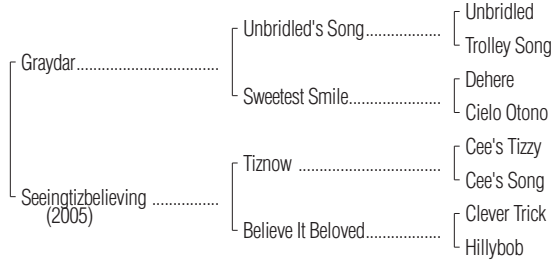 Unbridled
Unbridled's Song....................
Trolley Song
Graydar......................................
Dehere
Sweetest Smile........................
Cielo Otono
Cee's Tizzy
Tiznow ......................................
Cee's Song
Seeingtizbelieving ..................
(2005)
Clever Trick
Believe It Beloved....................
Hillybob